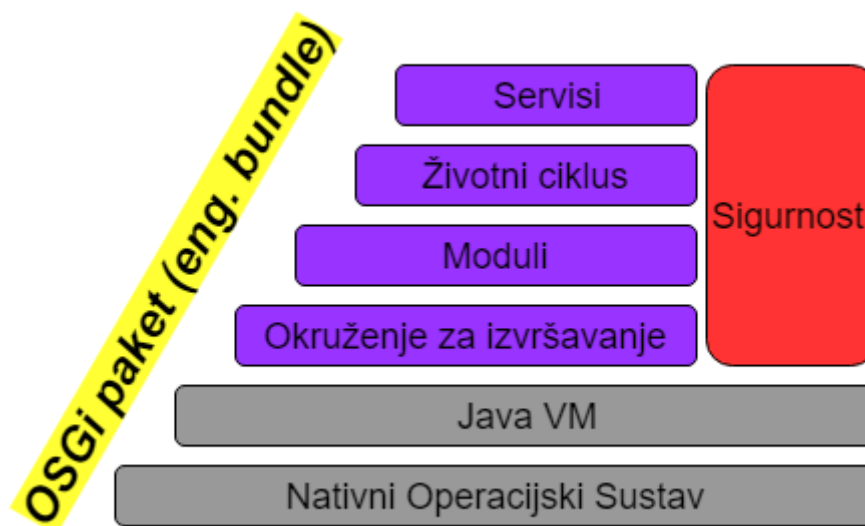 OSGi paket (eng. bundle)
Servisi
Životni ciklus
Moduli
Okruženje za izvršavanje
Sigurnost
Java VM
Nativni Operacijski Sustav